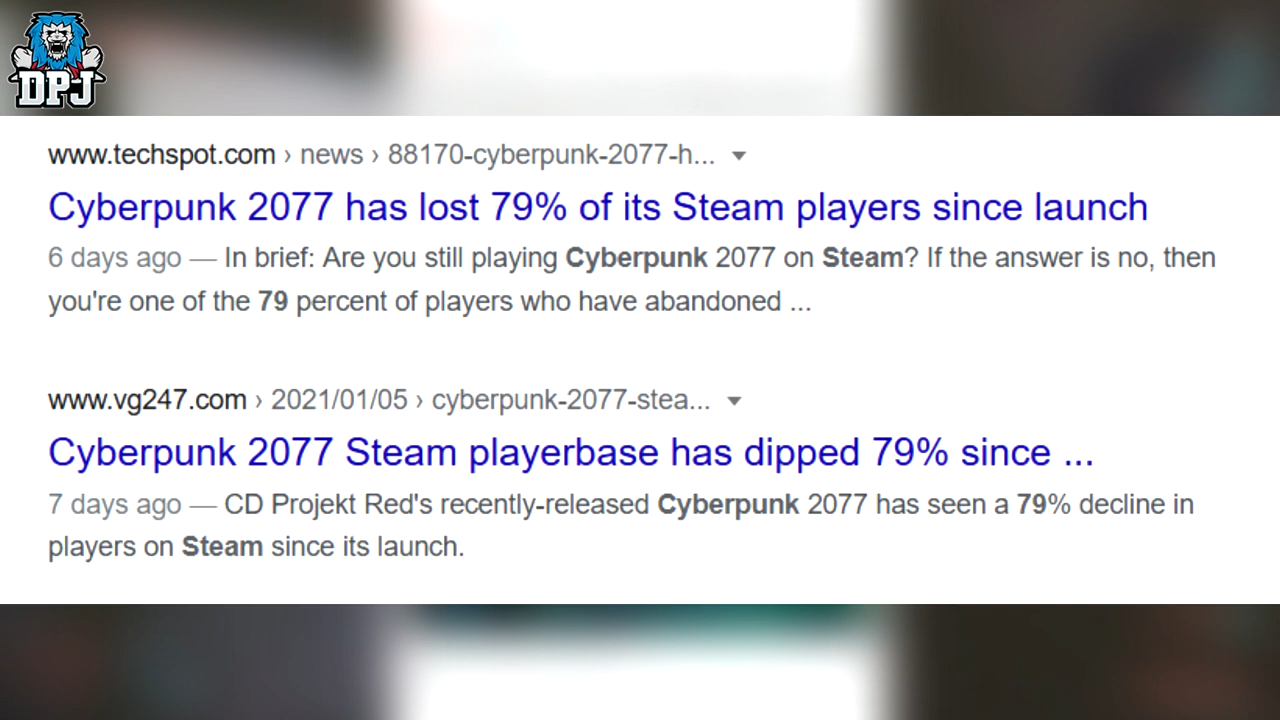 DPJ
www.techspot.com › news › 88170-cyberpunk-2077-h...
Cyberpunk 2077 has lost 79% of its Steam players since launch
6 days ago — In brief: Are you still playing Cyberpunk 2077 on Steam? If the answer is no, then
you're one of the 79 percent of players who have abandoned ...
www.vg247.com › 2021/01/05 › cyberpunk-2077-stea...
Cyberpunk 2077 Steam playerbase has dipped 79% since ...
7 days ago — CD Projekt Red's recently-released Cyberpunk 2077 has seen a 79% decline in
players on Steam since its launch.